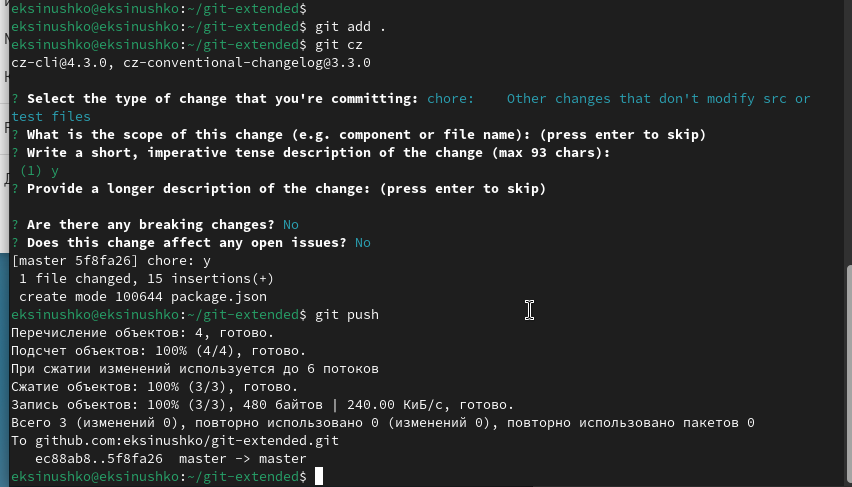 eksinushko@eksinushko:~/git-extended$
eksinushko@eksinushko:~/git-extended$ git add .
eksinushko@eksinushko:~/git-extended$ git cz
cz-cli@4.3.0, cz-conventional-changelog@3.3.0
? Select the type of change that you're committing: chore:    Other changes that don't modify src or
test files
? What is the scope of this change (e.g. component or file name): (press enter to skip)
? Write a short, imperative tense description of the change (max 93 chars):
(1) y
? Provide a longer description of the change: (press enter to skip)
? Are there any breaking changes? No
? Does this change affect any open issues? No
[master 5f8fa26] chore: y
1 file changed, 15 insertions(+)
create mode 100644 package.json
eksinushko@eksinushko:~/git-extended$ git push
Перечисление объектов: 4, готово.
Подсчет объектов: 100% (4/4), готово.
При сжатии изменений используется до 6 потоков
Сжатие объектов: 100% (3/3), готово.
Запись объектов: 100% (3/3), 480 байтов | 240.00 КиБ/с, готово.
Всего 3 (изменений 0), повторно использовано 0 (изменений 0), повторно использовано пакетов 0
To github.com:eksinushko/git-extended.git
ec88ab8..5f8fa26  master -> master
eksinushko@eksinushko:~/git-extended$